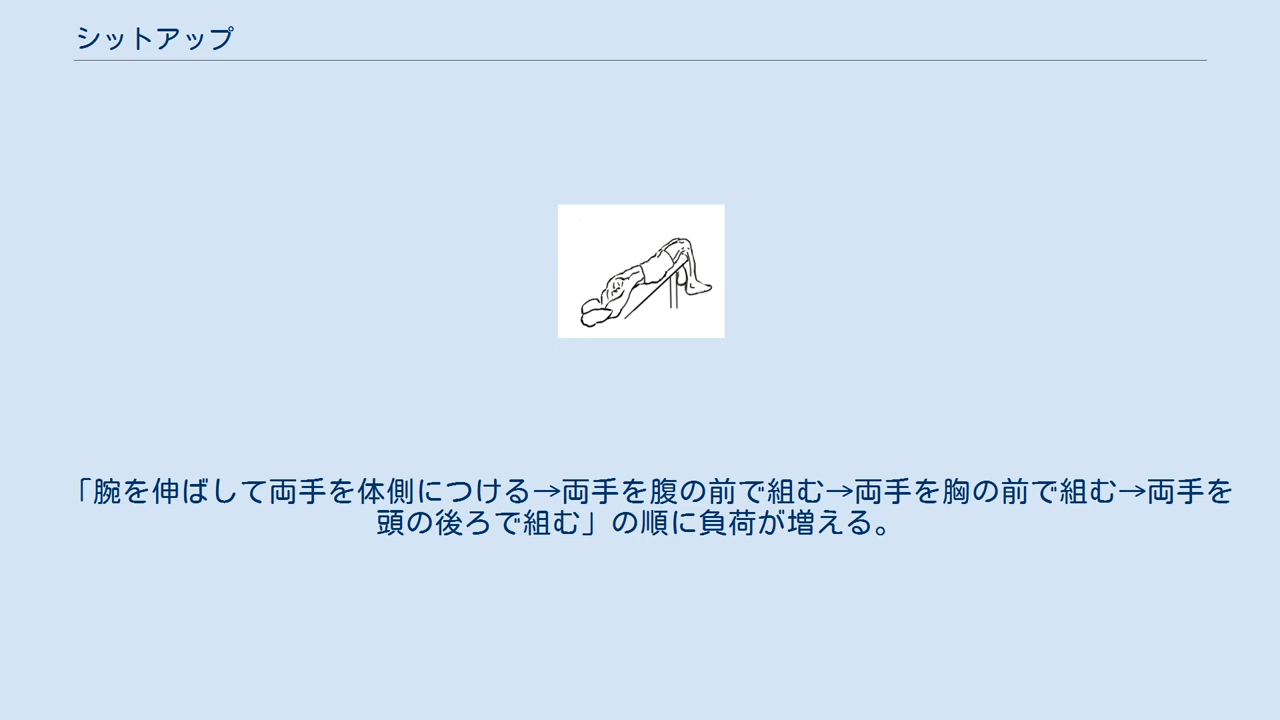 シットアップ
「腕を伸ばして両手を体側につける→両手を腹の前で組む→両手を胸の前で組む→両手を
頭の後ろで組む」の順に負荷が増える。